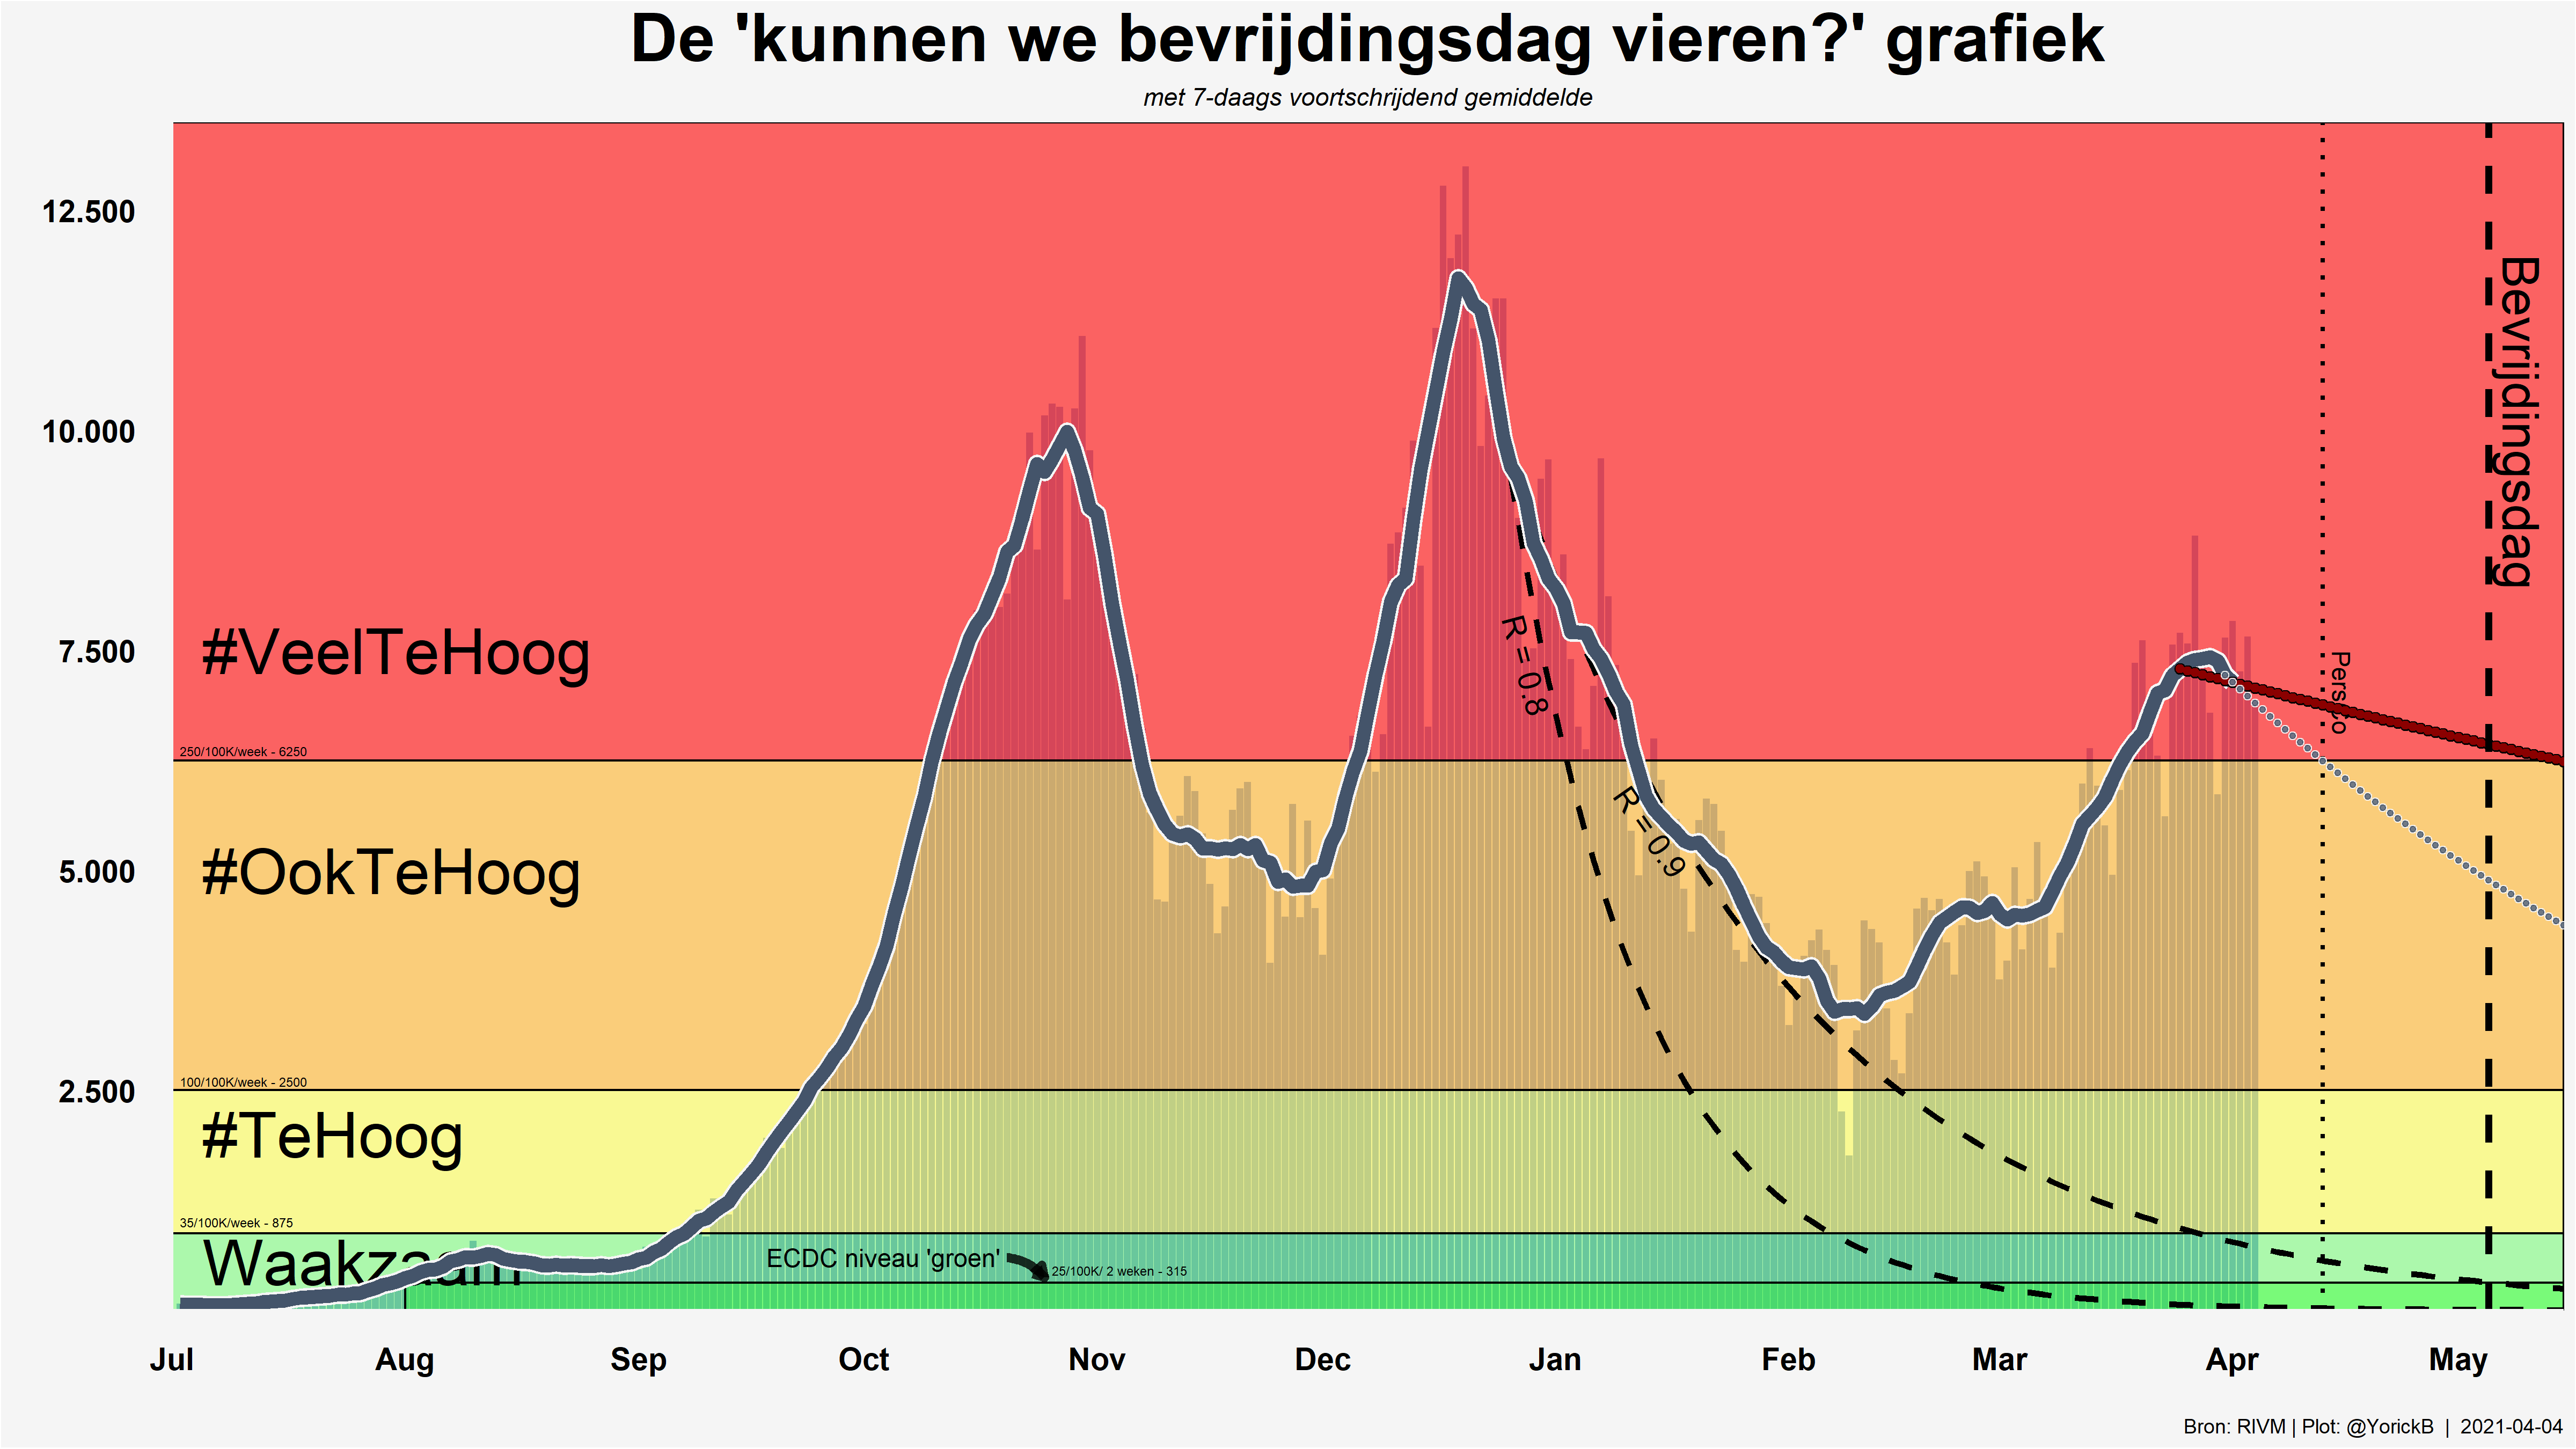 De 'kunnen we bevrijdingsdag vieren?' grafiek
met 7-daags voortschrijdend gemiddelde
12.500
10.000
7.500
5.000
2.500
#VeelTeHoog
250/100K/week - 6250
#OokTeHoog
100/100K/week - 2500
#TeHoog
35/100K/week - 875
Waakzaam
ECDC niveau 'groen'
25/100K/ 2 weken - 315
R = 0.8
R = 0.9
Persco
Bevrijdingsdag
Jul Aug Sep Oct Nov Dec Jan Feb Mar Apr May
Bron: RIVM | Plot: @YorickB | 2021-04-04